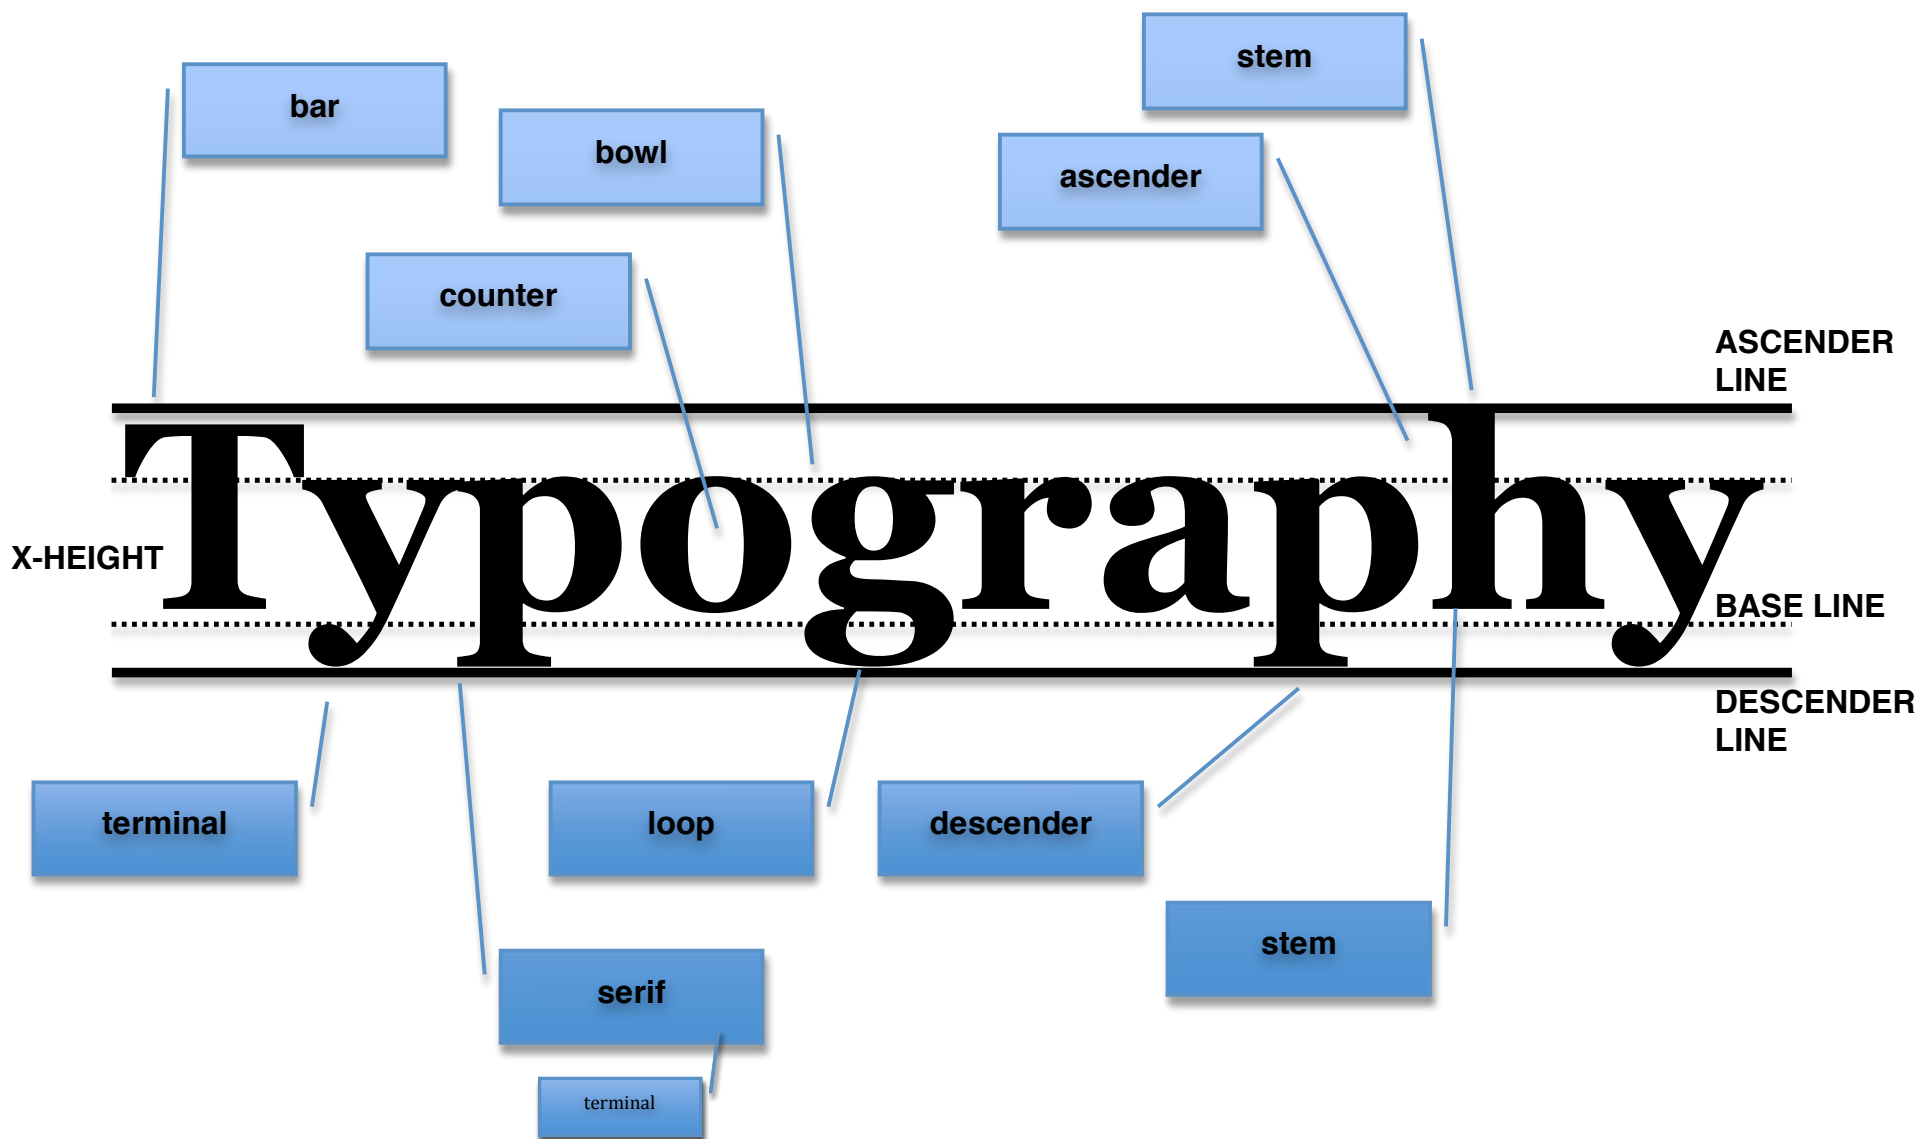 stem
bar
bowl
ascender
counter
ASCENDER
LINE
Typography
X-HEIGHT
BASE LINE
DESCENDER
LINE
terminal
loop
descender
stem
serif
terminal